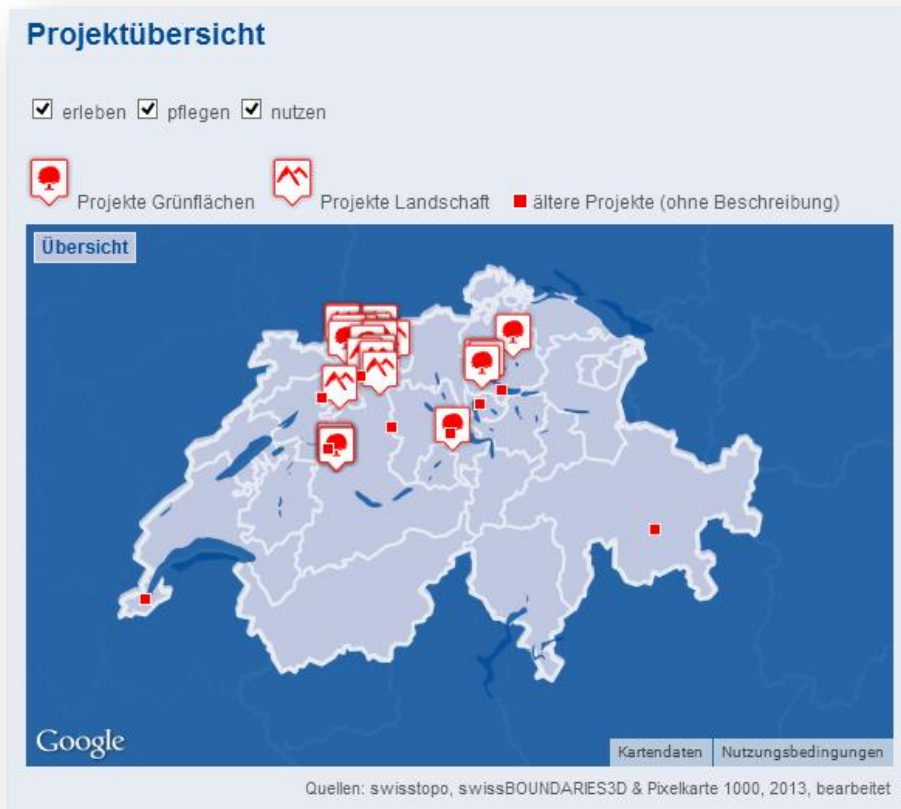 Projektübersicht
erleben pflegen nutzen
Projekte Grünflächen Projekte Landschaft ältere Projekte (ohne Beschreibung)
Übersicht
Google
Kartendaten Nutzungsbedingungen
Quellen: swisstopo, swissBOUNDARIES3D & Pixelkarte 1000, 2013, bearbeitet